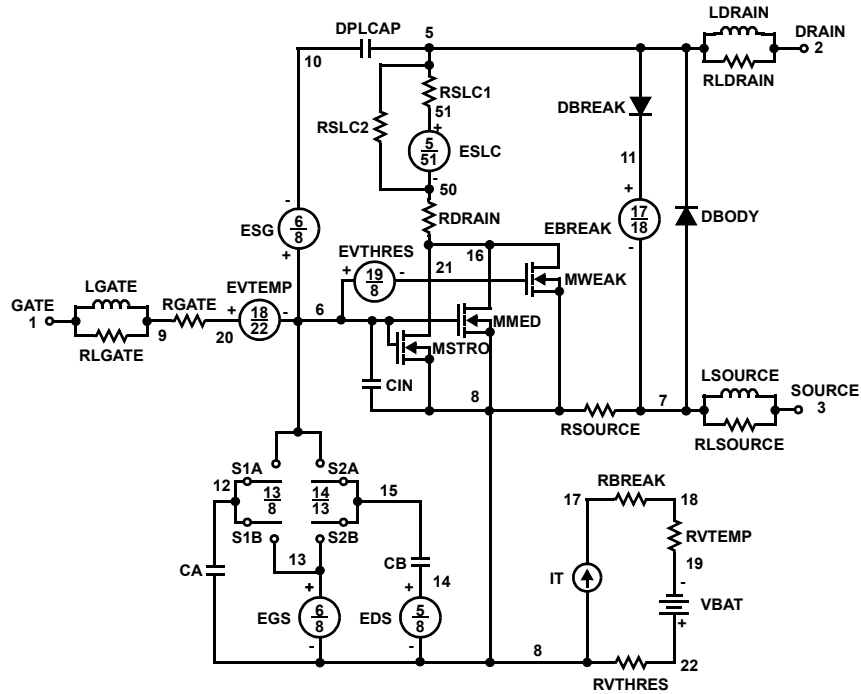 LDRAIN
DPLCAP
5
DRAIN
2
10
RLDRAIN
RSLC1
51
DBREAK
RSLC2
+
5
51
ESLC
-
11
50
-
+
17
18
EBREAK
-
DBODY
RDRAIN
6
8
ESG
+
EVTHRES
16
+
19
8
-
21
MWEAK
LGATE
EVTEMP
GATE
1
RGATE
+
18
22
-
6
MMED
9
20
RLGATE
MSTRO
LSOURCE
CIN
8
7
SOURCE
3
RSOURCE
RLSOURCE
S1A
S2A
12
13
8
14
13
15
RBREAK
17
18
S1B
S2B
13
RVTEMP
CB
CA
14
IT
19
-
+
+
VBAT
EGS
6
8
EDS
5
8
+
-
-
8
22
RVTHRES